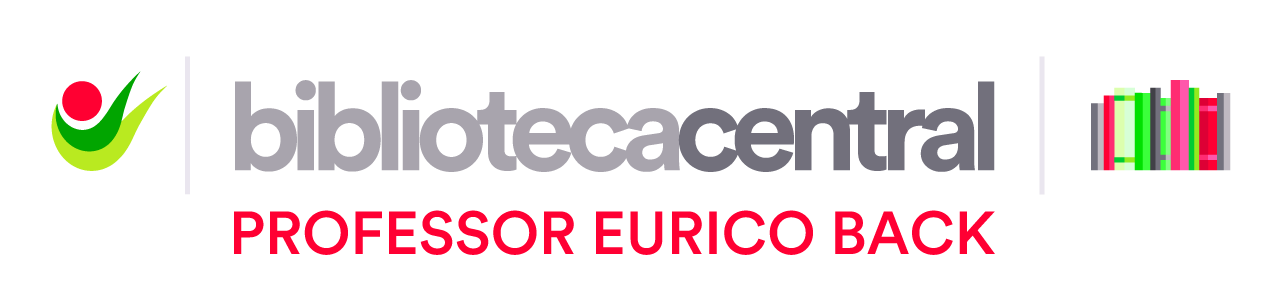 bibliotecacentral
PROFESSOR EURICO BACK